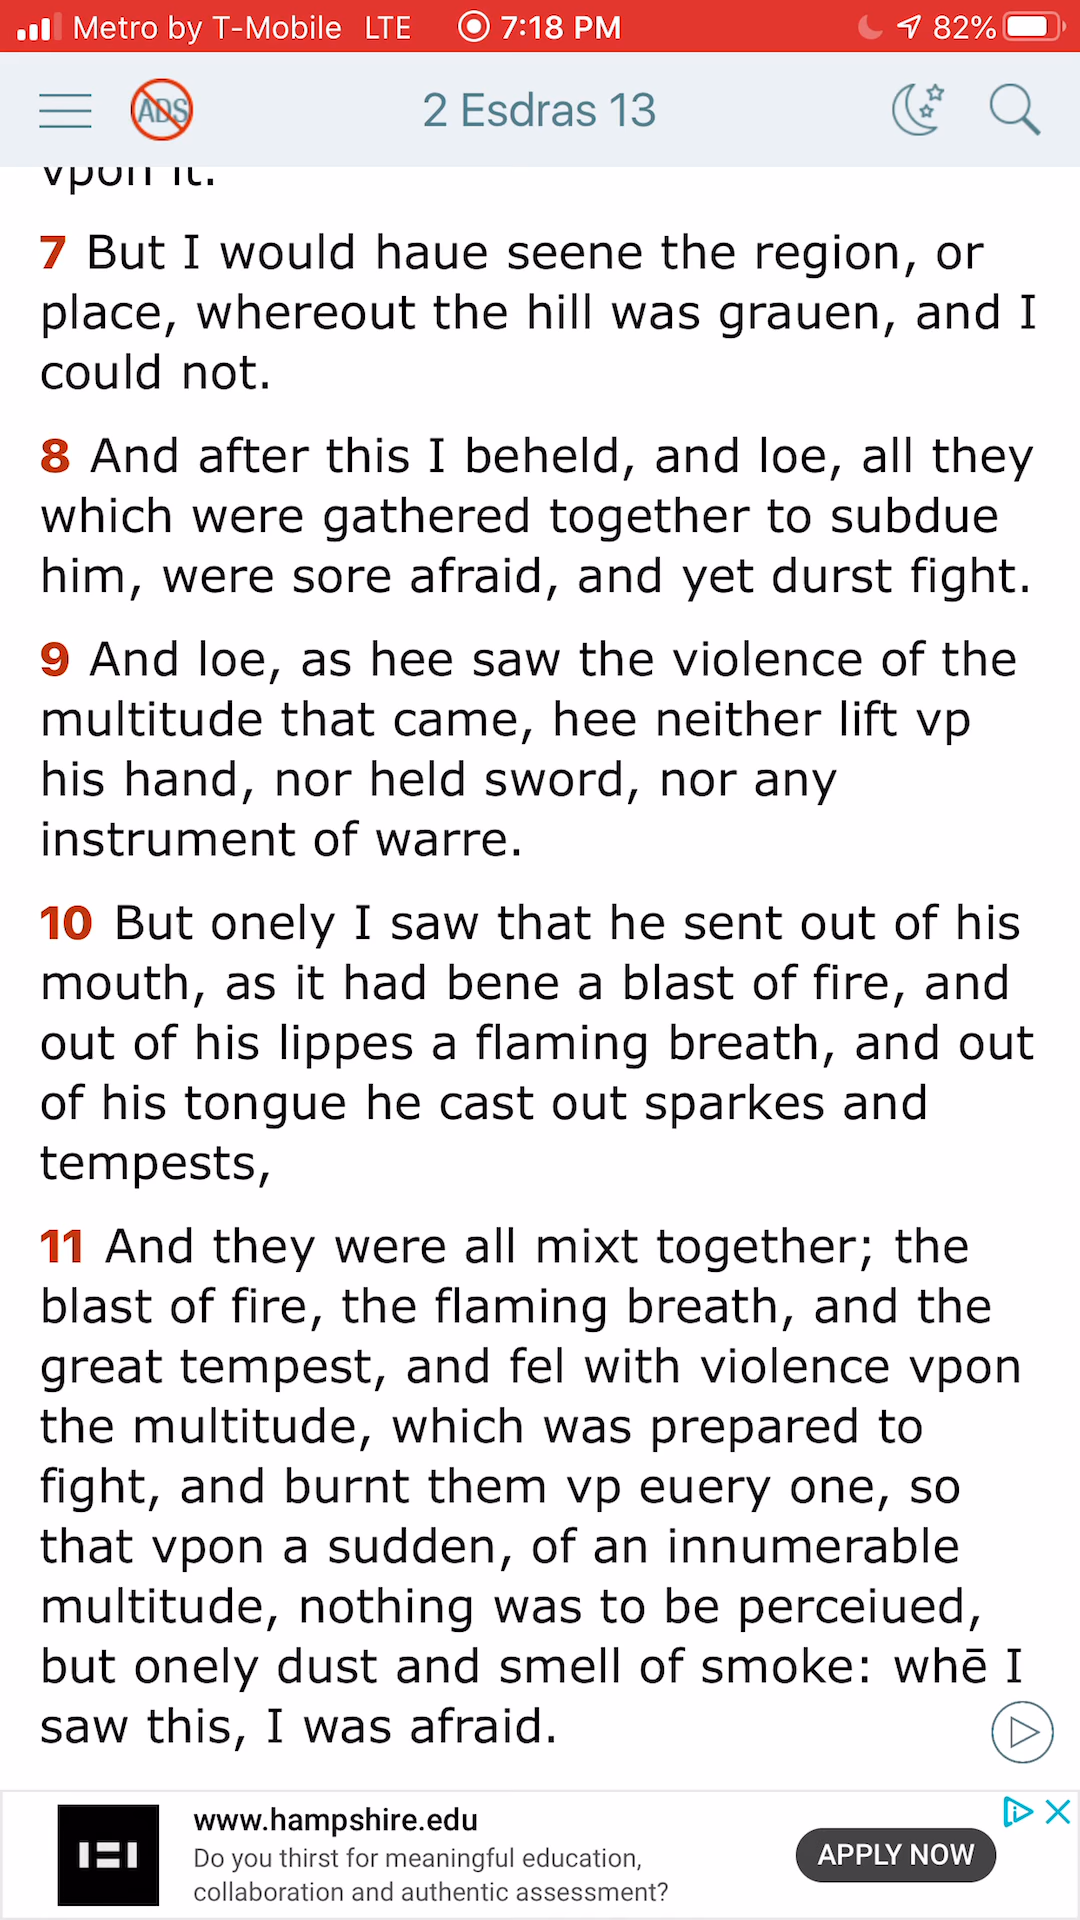 Metro by T-Mobile LTE 7:18 PM 82%
ADS 2 Esdras 13
vpon it.
7 But I would haue seene the region, or
place, whereout the hill was grauen, and I
could not.
8 And after this I beheld, and loe, all they
which were gathered together to subdue
him, were sore afraid, and yet durst fight.
9 And loe, as hee saw the violence of the
multitude that came, hee neither lift vp
his hand, nor held sword, nor any
instrument of warre.
10 But onely I saw that he sent out of his
mouth, as it had bene a blast of fire, and
out of his lippes a flaming breath, and out
of his tongue he cast out sparkes and
tempests,
11 And they were all mixt together; the
blast of fire, the flaming breath, and the
great tempest, and fel with violence vpon
the multitude, which was prepared to
fight, and burnt them vp euery one, so
that vpon a sudden, of an innumerable
multitude, nothing was to be perceiued,
but onely dust and smell of smoke: whē I
saw this, I was afraid.
www.hampshire.edu
Do you thirst for meaningful education,
collaboration and authentic assessment?
APPLY NOW